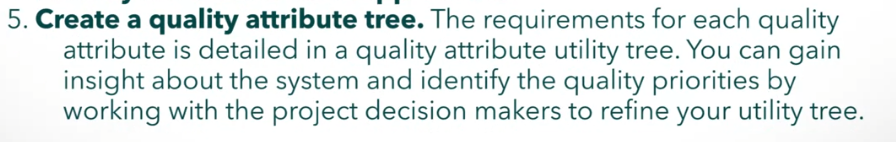 5. Create a quality attribute tree. The requirements for each quality
attribute is detailed in a quality attribute utility tree. You can gain
insight about the system and identify the quality priorities by
working with the project decision makers to refine your utility tree.